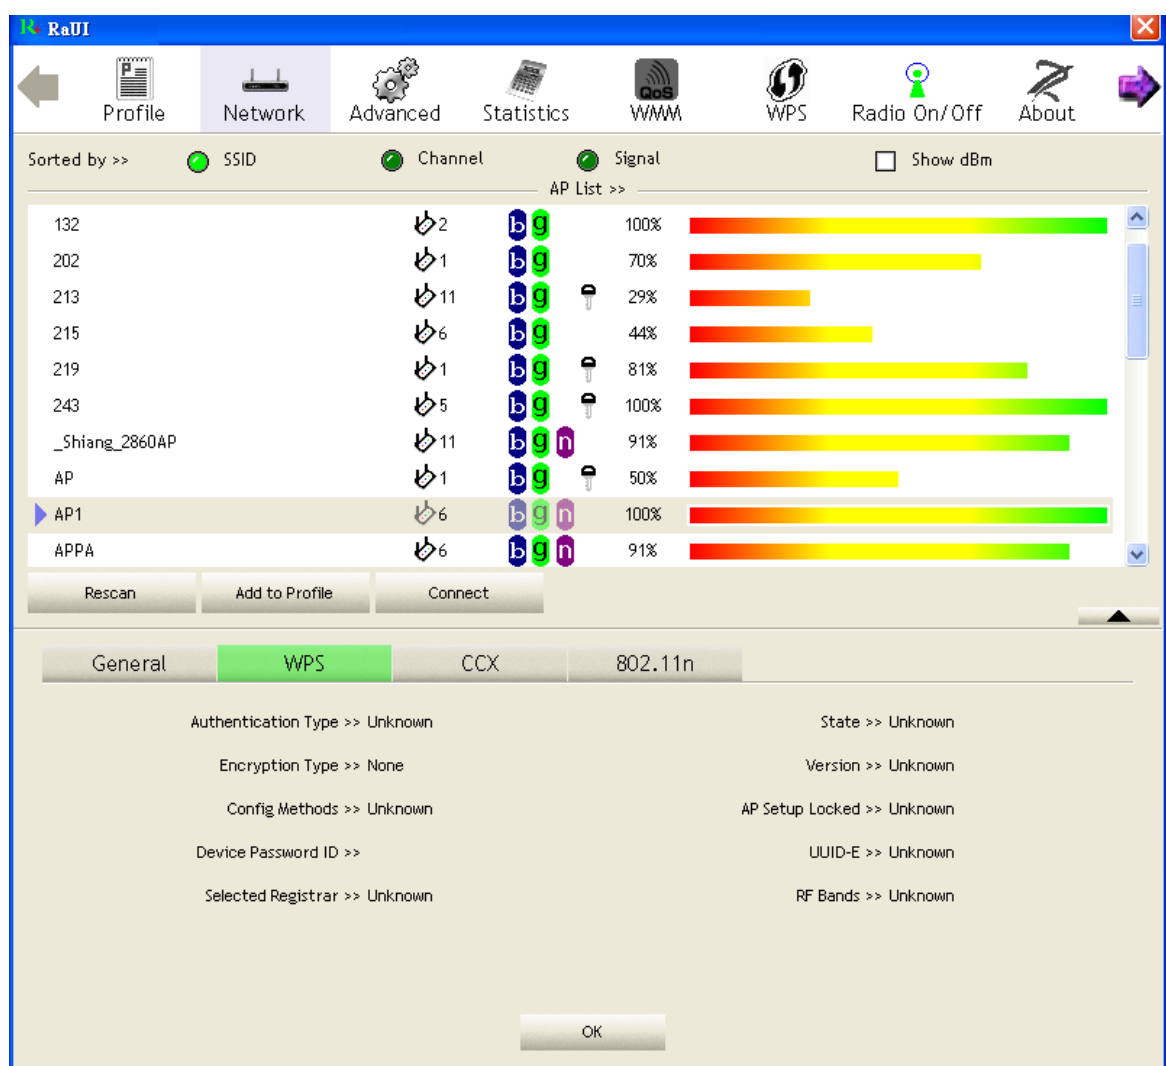 RaUI
Profile Network Advanced Statistics QoS WMM WPS Radio On/Off About
Sorted by >> SSID Channel Signal Show dBm
AP List >>
132 2 b g 100%
202 1 b g 70%
213 11 b g 29%
215 6 b g 44%
219 1 b g 81%
243 5 b g 100%
_Shiang_2860AP 11 b g n 91%
AP 1 b g 50%
AP1 6 b g n 100%
APPA 6 b g n 91%
Rescan Add to Profile Connect
General WPS CCX 802.11n
Authentication Type >> Unknown State >> Unknown
Encryption Type >> None Version >> Unknown
Config Methods >> Unknown AP Setup Locked >> Unknown
Device Password ID >> UUID-E >> Unknown
Selected Registrar >> Unknown RF Bands >> Unknown
OK